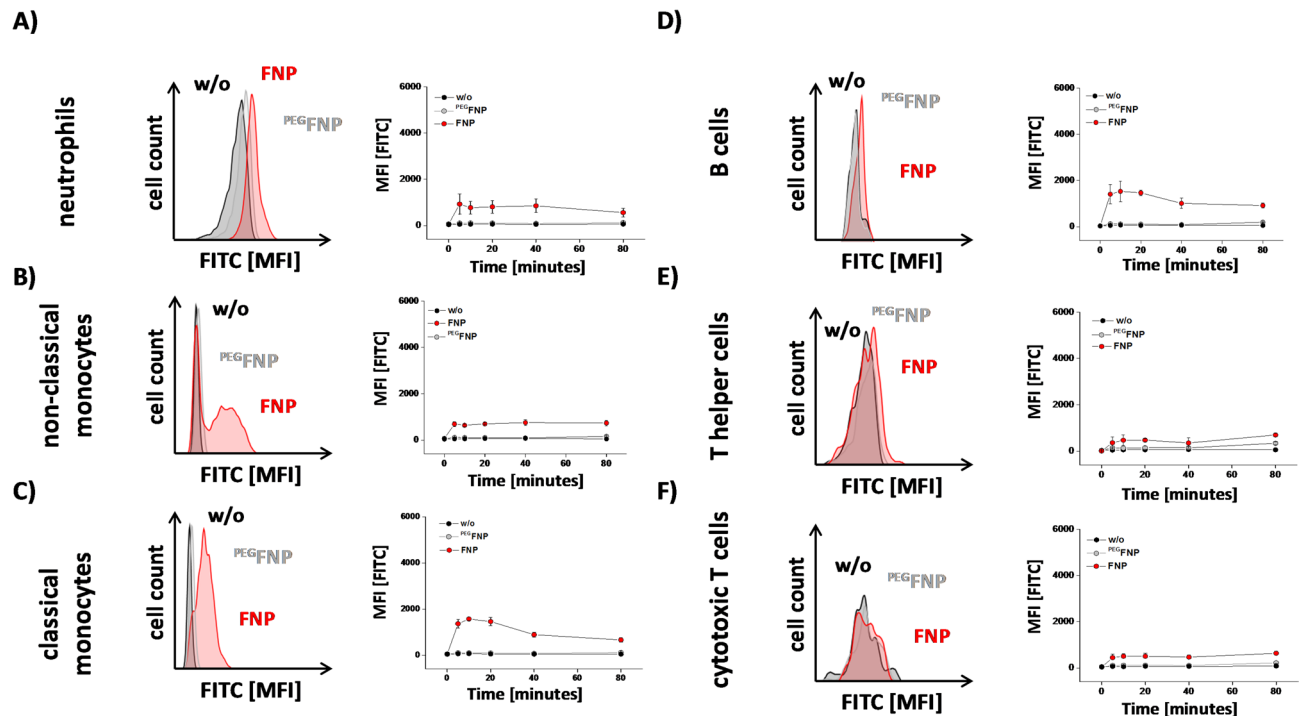 A)
neutrophils
cell count
w/o
FNP
PEGFNP
FITC [MFI]
MFI [FITC]
6000
4000
2000
0
w/o
PEGFNP
FNP
0 20 40 60 80
Time [minutes]
B)
non-classical
monocytes
cell count
w/o
PEGFNP
FNP
FITC [MFI]
MFI [FITC]
6000
4000
2000
0
w/o
FNP
PEGFNP
0 20 40 60 80
Time [minutes]
C)
classical
monocytes
cell count
w/o
PEGFNP
FNP
FITC [MFI]
MFI [FITC]
6000
4000
2000
0
w/o
PEGFNP
FNP
0 20 40 60 80
Time [minutes]
D)
B cells
cell count
w/o
PEGFNP
FNP
FITC [MFI]
MFI [FITC]
6000
4000
2000
0
w/o
PEGFNP
FNP
0 20 40 60 80
Time [minutes]
E)
T helper cells
cell count
w/o
PEGFNP
FNP
FITC [MFI]
MFI [FITC]
6000
4000
2000
0
w/o
PEGFNP
FNP
0 20 40 60 80
Time [minutes]
F)
cytotoxic T cells
cell count
w/o
PEGFNP
FNP
FITC [MFI]
MFI [FITC]
6000
4000
2000
0
w/o
PEGFNP
FNP
0 20 40 60 80
Time [minutes]